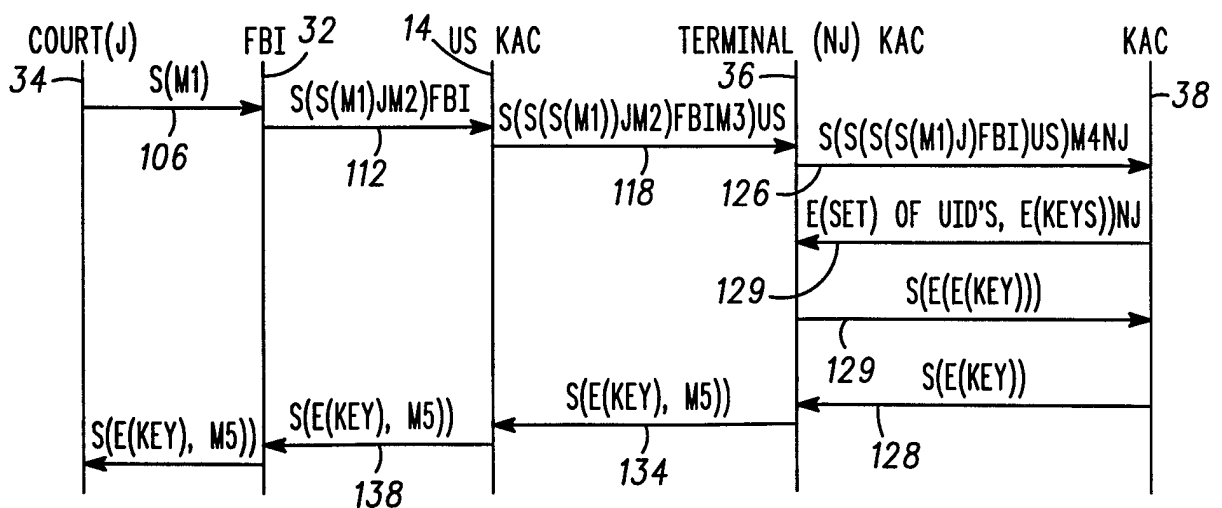 COURT(J) FBI 32 14 US KAC TERMINAL (NJ) KAC KAC
34 36 38
S(M1)
106
S(S(M1)JM2)FBI
112
S(S(S(M1))JM2)FBIM3)US
118
S(S(S(S(M1)J)FBI)US)M4NJ
126
E(SET) OF UID'S, E(KEYS))NJ
129
S(E(E(KEY)))
129
S(E(KEY))
128
S(E(KEY), M5))
134
S(E(KEY), M5))
138
S(E(KEY), M5))